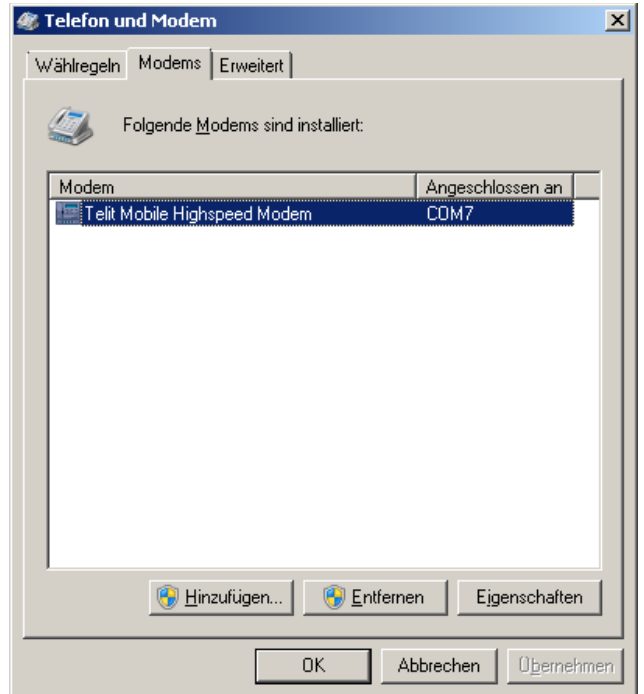 Telefon und Modem
Wählregeln Modems Erweitert
Folgende Modems sind installiert:
Modem Angeschlossen an
Telit Mobile Highspeed Modem COM7
Hinzufügen... Entfernen Eigenschaften
OK Abbrechen Übernehmen